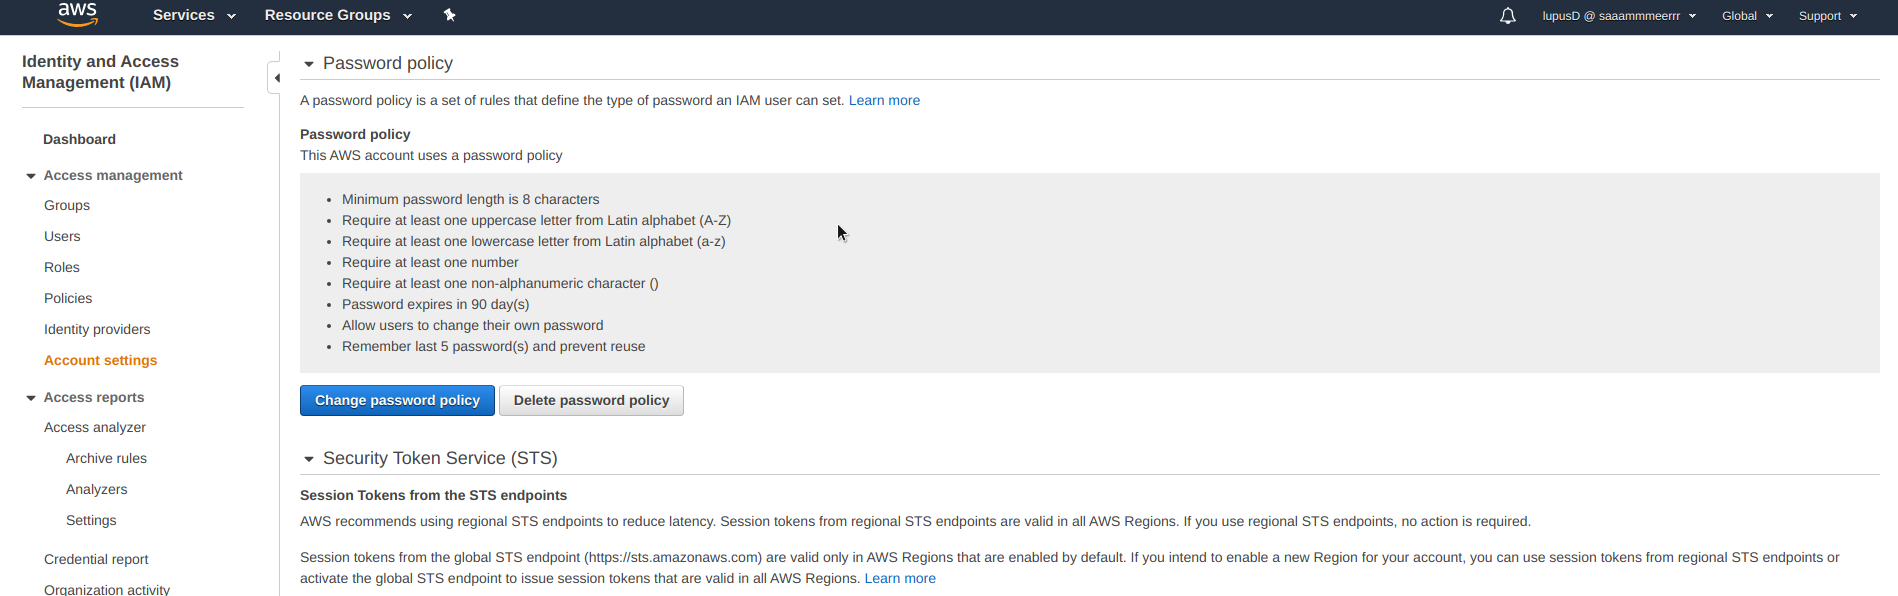 aws Services Resource Groups lupusD @ saaammmeerrr Global Support
Identity and Access
Management (IAM)
Dashboard
Access management
Groups
Users
Roles
Policies
Identity providers
Account settings
Access reports
Access analyzer
Archive rules
Analyzers
Settings
Credential report
Organization activity
Password policy
A password policy is a set of rules that define the type of password an IAM user can set. Learn more
Password policy
This AWS account uses a password policy
• Minimum password length is 8 characters
• Require at least one uppercase letter from Latin alphabet (A-Z)
• Require at least one lowercase letter from Latin alphabet (a-z)
• Require at least one number
• Require at least one non-alphanumeric character ()
• Password expires in 90 day(s)
• Allow users to change their own password
• Remember last 5 password(s) and prevent reuse
Change password policy Delete password policy
Security Token Service (STS)
Session Tokens from the STS endpoints
AWS recommends using regional STS endpoints to reduce latency. Session tokens from regional STS endpoints are valid in all AWS Regions. If you use regional STS endpoints, no action is required.
Session tokens from the global STS endpoint (https://sts.amazonaws.com) are valid only in AWS Regions that are enabled by default. If you intend to enable a new Region for your account, you can use session tokens from regional STS endpoints or
activate the global STS endpoint to issue session tokens that are valid in all AWS Regions. Learn more